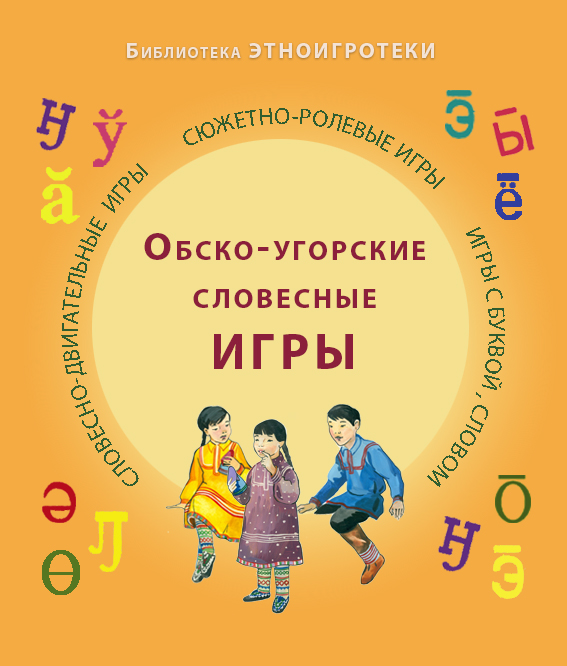 Библиотека ЭТНОИГРОТЕКИ
ӈ ў ă
э̄ ы̄ ё̄
СЛОВЕСНО-ДВИГАТЕЛЬНЫЕ ИГРЫ
СЮЖЕТНО-РОЛЕВЫЕ ИГРЫ
ИГРЫ С БУКВОЙ, СЛОВОМ
Обско-угорские
словесные
ИГРЫ
ә ԓ ө
ӈ о̄ э̄